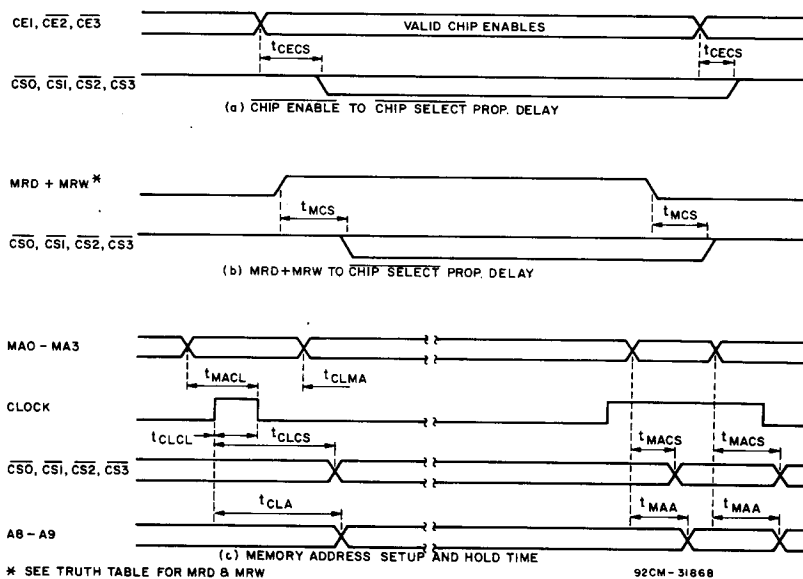 CE1, CE2, CE3
VALID CHIP ENABLES
tCECS
tCECS
CS0, CS1, CS2, CS3
(a) CHIP ENABLE TO CHIP SELECT PROP. DELAY
MRD + MRW *
tMCS
tMCS
CS0, CS1, CS2, CS3
(b) MRD+MRW TO CHIP SELECT PROP. DELAY
MA0 - MA3
tMACL
tCLMA
CLOCK
tCLCL
tCLCS
tMACS
tMACS
CS0, CS1, CS2, CS3
tCLA
tMAA
tMAA
A8 - A9
(c) MEMORY ADDRESS SETUP AND HOLD TIME
* SEE TRUTH TABLE FOR MRD & MRW
92CM-31868